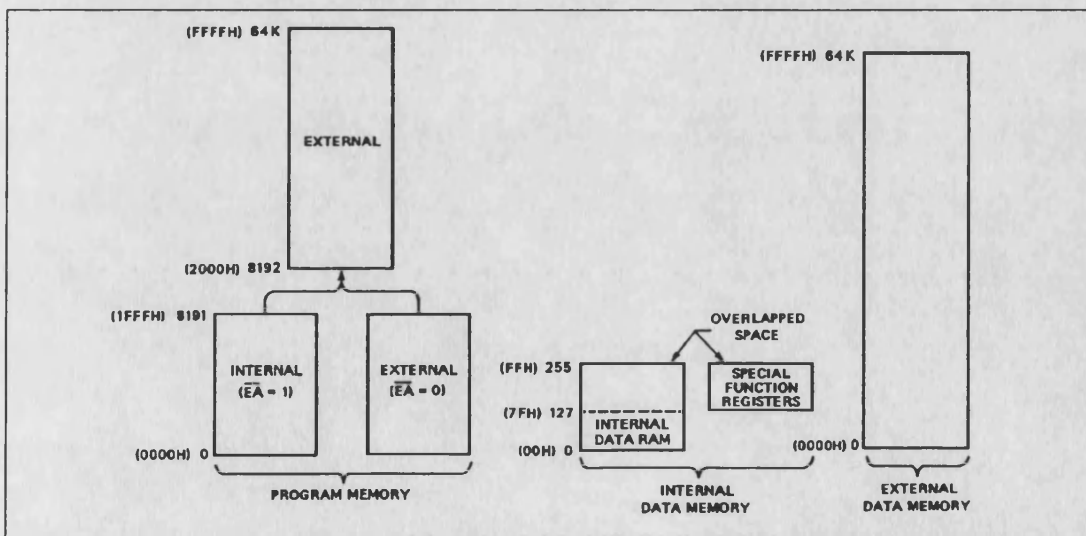 (FFFFH) 64K
EXTERNAL
(2000H) 8192
(1FFFH) 8191
INTERNAL
(E̅A̅ = 1)
EXTERNAL
(E̅A̅ = 0)
(0000H) 0
PROGRAM MEMORY
OVERLAPPED
SPACE
(FFH) 255
(7FH) 127
INTERNAL
DATA RAM
(00H) 0
SPECIAL
FUNCTION
REGISTERS
INTERNAL
DATA MEMORY
(FFFFH) 64K
(0000H) 0
EXTERNAL
DATA MEMORY